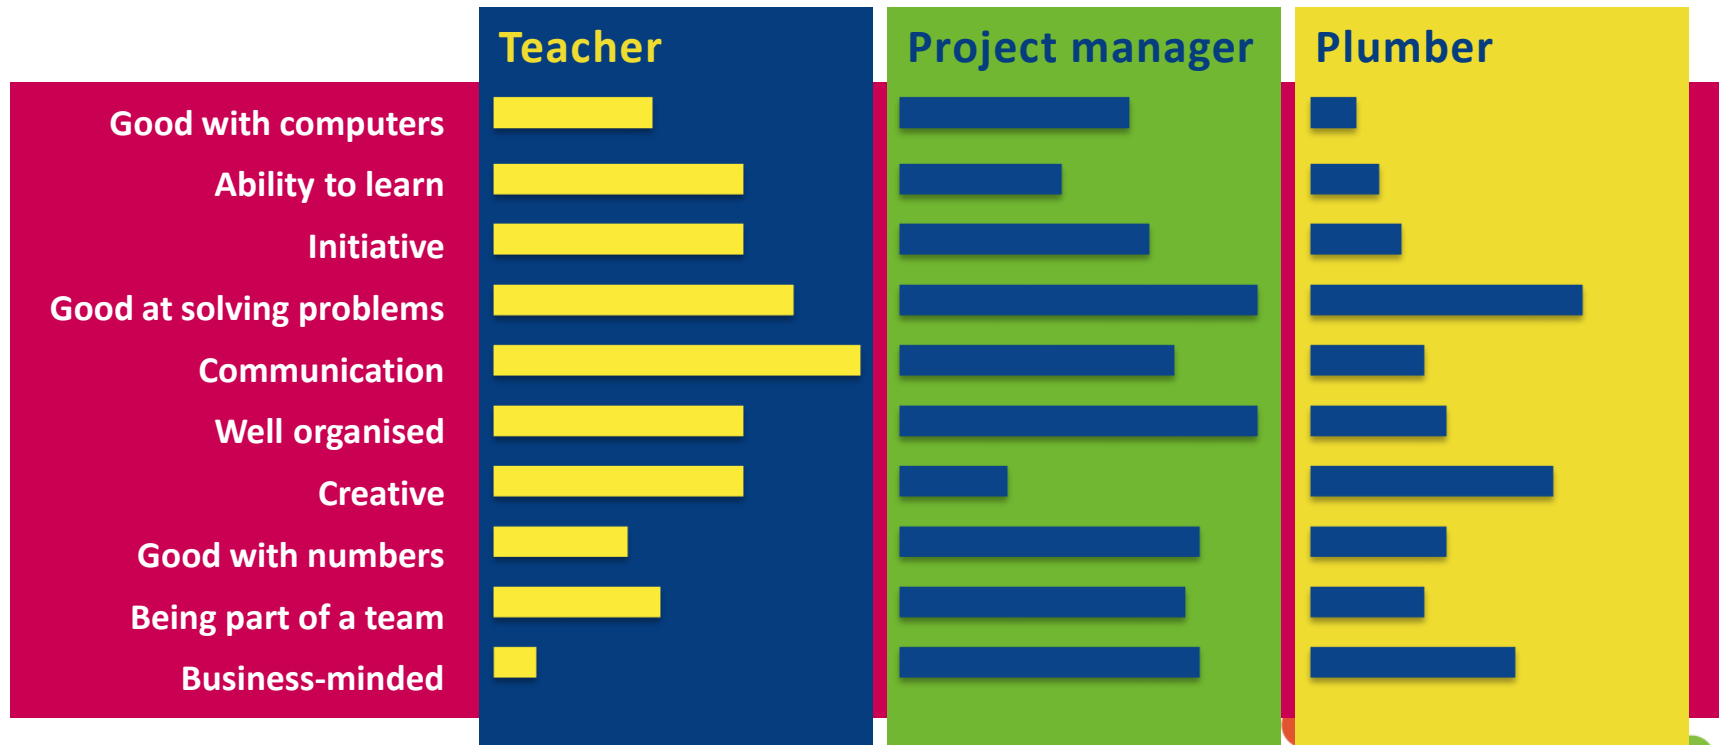 Teacher
Project manager
Plumber
Good with computers
Ability to learn
Initiative
Good at solving problems
Communication
Well organised
Creative
Good with numbers
Being part of a team
Business-minded